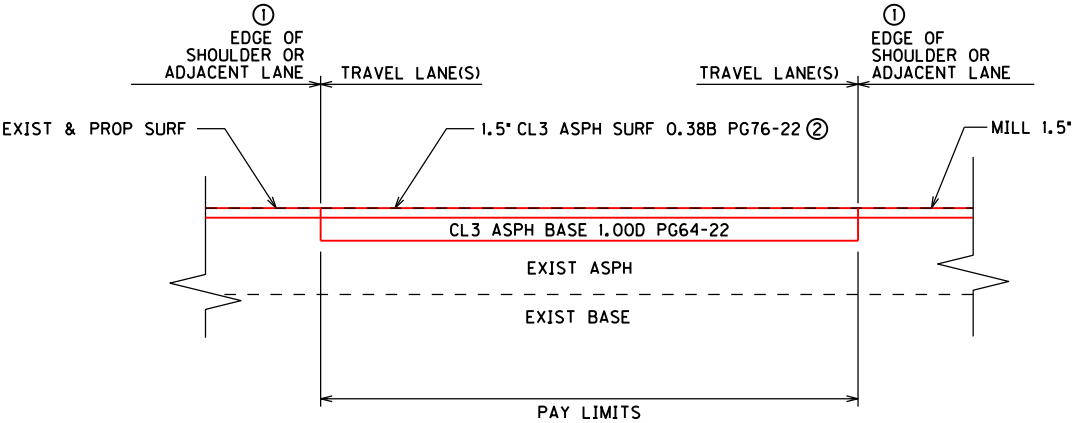 ①
EDGE OF
SHOULDER OR
ADJACENT LANE
TRAVEL LANE(S)
TRAVEL LANE(S)
①
EDGE OF
SHOULDER OR
ADJACENT LANE
EXIST & PROP SURF
1.5" CL3 ASPH SURF 0.38B PG76-22 ②
MILL 1.5"
CL3 ASPH BASE 1.00D PG64-22
EXIST ASPH
EXIST BASE
PAY LIMITS